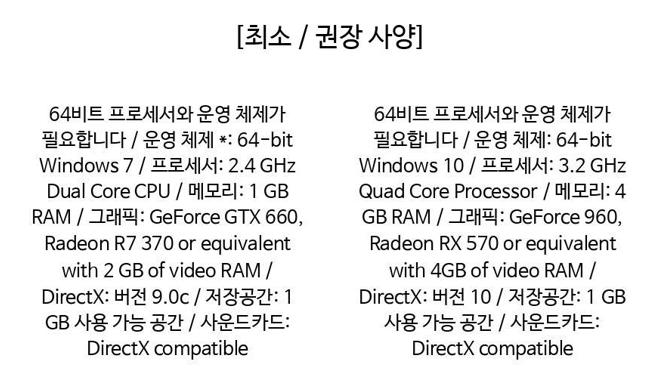 [최소 / 권장 사양]
64비트 프로세서와 운영 체제가
필요합니다 / 운영 체제 *: 64-bit
Windows 7 / 프로세서: 2.4 GHz
Dual Core CPU / 메모리: 1 GB
RAM / 그래픽: GeForce GTX 660,
Radeon R7 370 or equivalent
with 2 GB of video RAM /
DirectX: 버전 9.0c / 저장공간: 1
GB 사용 가능 공간 / 사운드카드:
DirectX compatible
64비트 프로세서와 운영 체제가
필요합니다 / 운영 체제: 64-bit
Windows 10 / 프로세서: 3.2 GHz
Quad Core Processor / 메모리: 4
GB RAM / 그래픽: GeForce 960,
Radeon RX 570 or equivalent
with 4GB of video RAM /
DirectX: 버전 10 / 저장공간: 1 GB
사용 가능 공간 / 사운드카드:
DirectX compatible